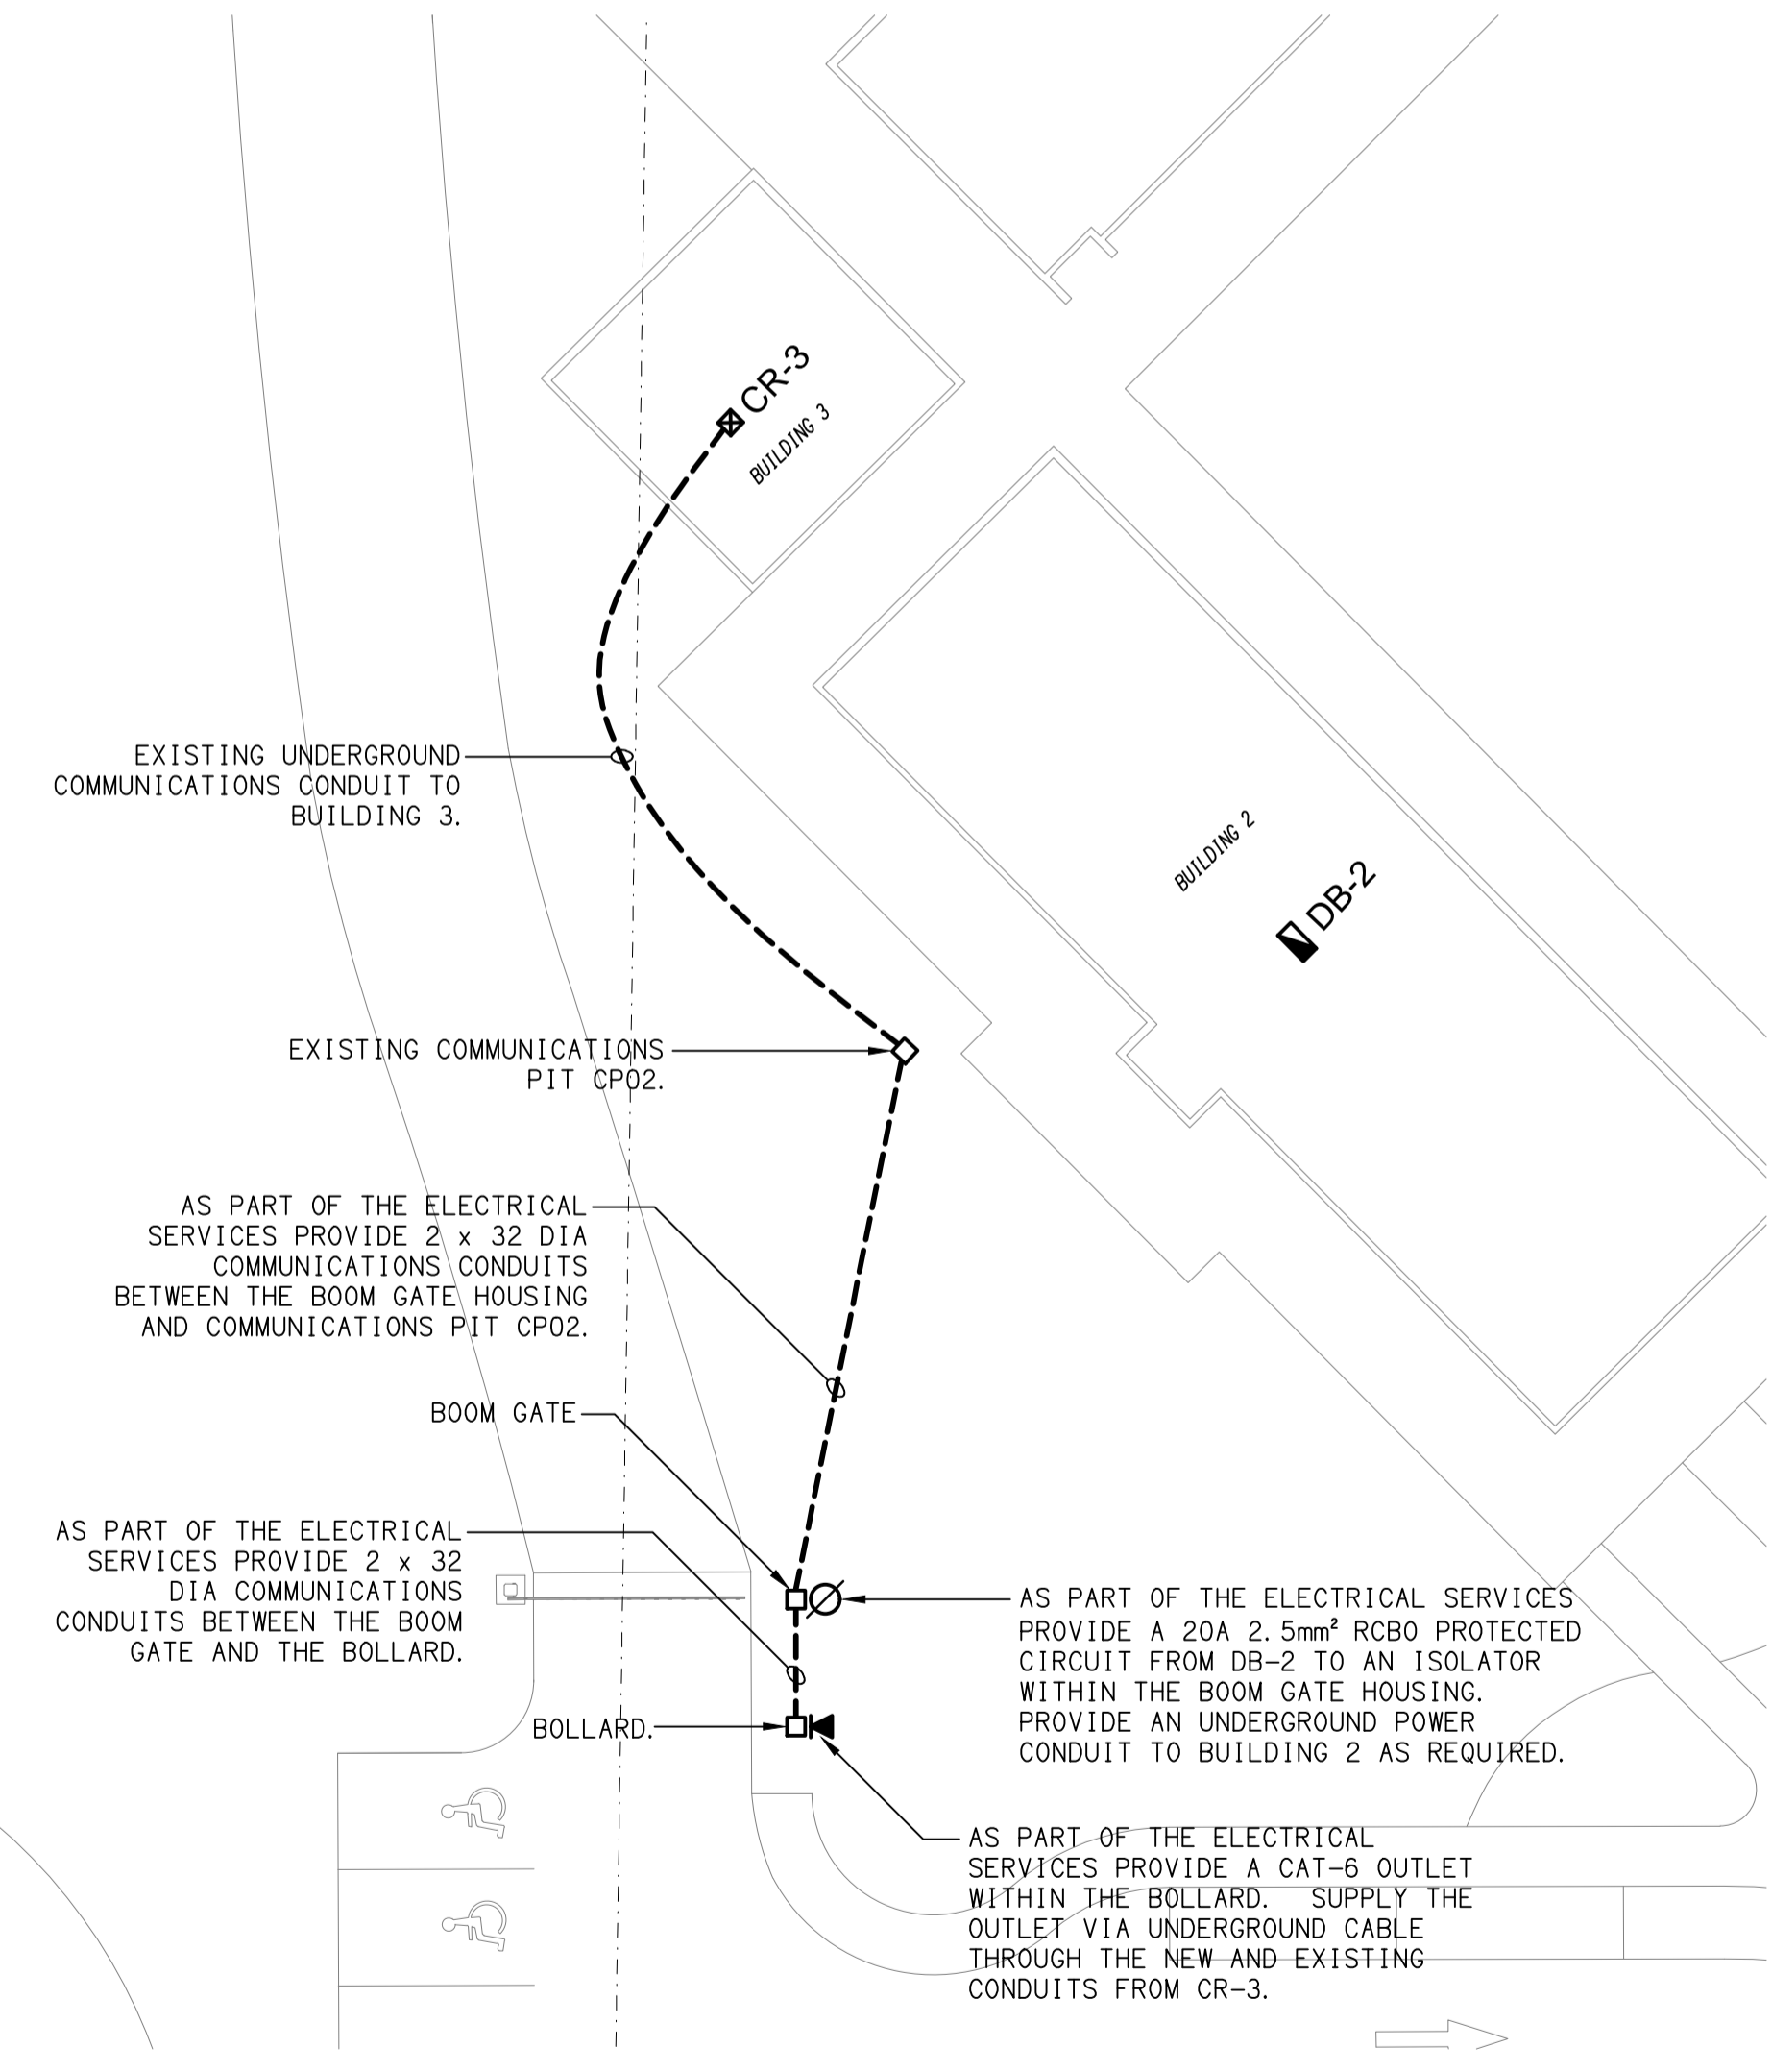 CR-3
BUILDING 3
EXISTING UNDERGROUND
COMMUNICATIONS CONDUIT TO
BUILDING 3.
BUILDING 2
DB-2
EXISTING COMMUNICATIONS
PIT CP02.
AS PART OF THE ELECTRICAL
SERVICES PROVIDE 2 x 32 DIA
COMMUNICATIONS CONDUITS
BETWEEN THE BOOM GATE HOUSING
AND COMMUNICATIONS PIT CP02.
BOOM GATE
AS PART OF THE ELECTRICAL
SERVICES PROVIDE 2 x 32
DIA COMMUNICATIONS
CONDUITS BETWEEN THE BOOM
GATE AND THE BOLLARD.
AS PART OF THE ELECTRICAL SERVICES
PROVIDE A 20A 2.5mm² RCBO PROTECTED
CIRCUIT FROM DB-2 TO AN ISOLATOR
WITHIN THE BOOM GATE HOUSING.
PROVIDE AN UNDERGROUND POWER
CONDUIT TO BUILDING 2 AS REQUIRED.
BOLLARD.
AS PART OF THE ELECTRICAL
SERVICES PROVIDE A CAT-6 OUTLET
WITHIN THE BOLLARD. SUPPLY THE
OUTLET VIA UNDERGROUND CABLE
THROUGH THE NEW AND EXISTING
CONDUITS FROM CR-3.